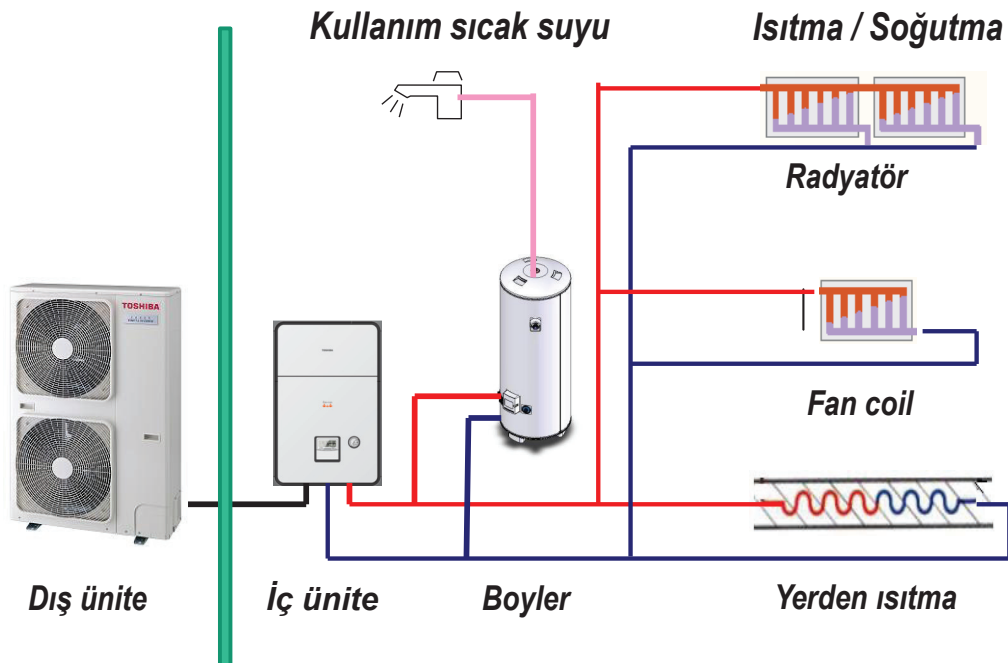 Kullanım sıcak suyu
Isıtma / Soğutma
Radyatör
TOSHIBA
Fan coil
Dış ünite
İç ünite
Boyler
Yerden ısıtma